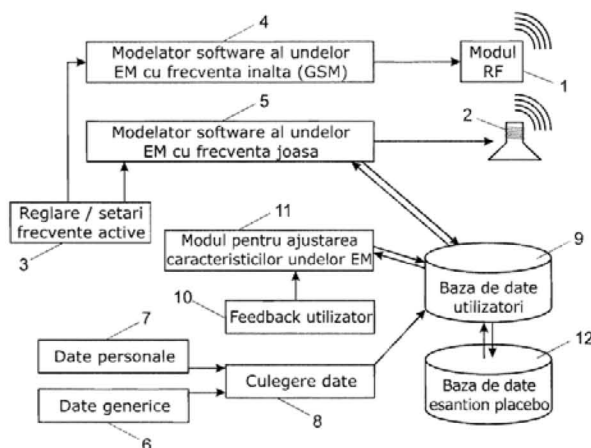 4
Modelator software al undelor
EM cu frecventa inalta (GSM)
Modul
RF
1
5
Modelator software al undelor
EM cu frecventa joasa
2
Reglare / setari
frecvente active
3
11
Modul pentru ajustarea
caracteristicilor undelor EM
9
Baza de date
utilizatori
10
Feedback utilizator
7
Date personale
Culegere date
8
12
Baza de date
esantion placebo
Date generice
6